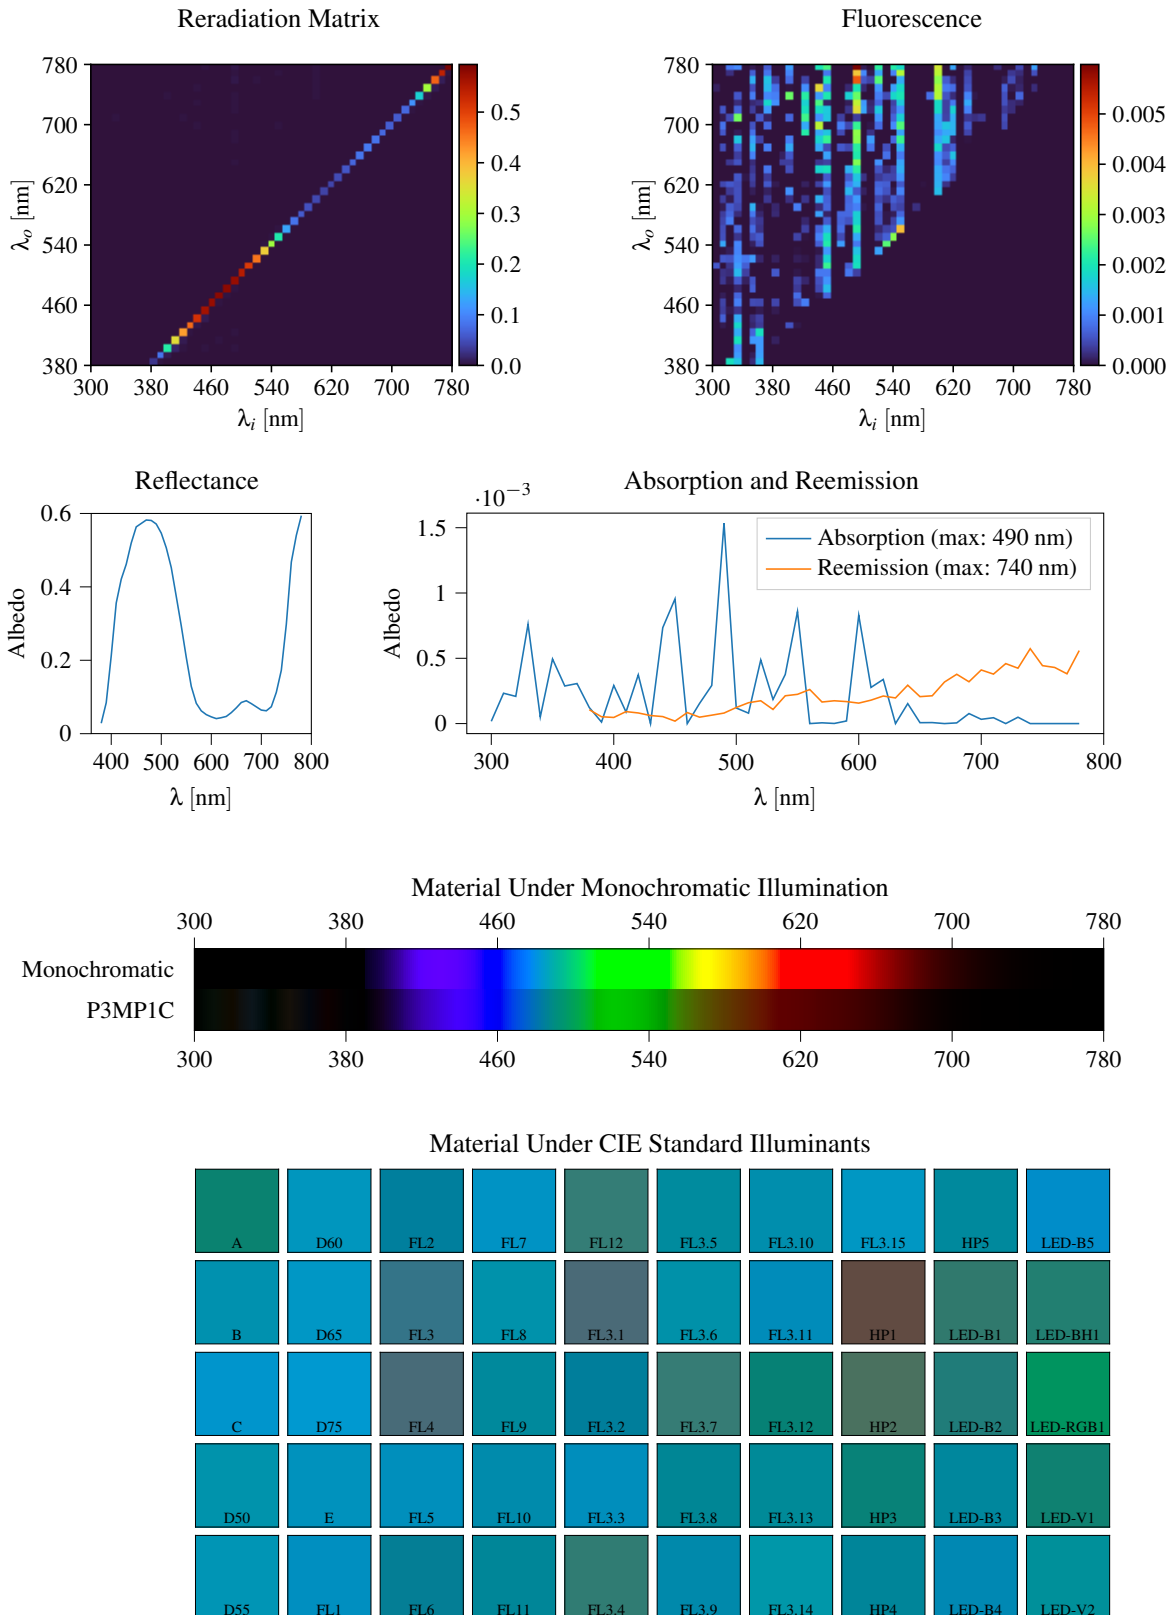 Reradiation Matrix
Fluorescence
780
700
620
540
460
380
λo [nm]
300 380 460 540 620 700 780
λi [nm]
0.5
0.4
0.3
0.2
0.1
0.0
780
700
620
540
460
380
λo [nm]
300 380 460 540 620 700 780
λi [nm]
0.005
0.004
0.003
0.002
0.001
0.000
Reflectance
0.6
0.4
0.2
0
Albedo
400 500 600 700 800
λ [nm]
Absorption and Reemission
·10−3
1.5
1
0.5
0
Albedo
Absorption (max: 490 nm)
Reemission (max: 740 nm)
300 400 500 600 700 800
λ [nm]
Material Under Monochromatic Illumination
300 380 460 540 620 700 780
Monochromatic
P3MP1C
300 380 460 540 620 700 780
Material Under CIE Standard Illuminants
A D60 FL2 FL7 FL12 FL3.5 FL3.10 FL3.15 HP5 LED-B5
B D65 FL3 FL8 FL3.1 FL3.6 FL3.11 HP1 LED-B1 LED-BH1
C D75 FL4 FL9 FL3.2 FL3.7 FL3.12 HP2 LED-B2 LED-RGB1
D50 E FL5 FL10 FL3.3 FL3.8 FL3.13 HP3 LED-B3 LED-V1
D55 FL1 FL6 FL11 FL3.4 FL3.9 FL3.14 HP4 LED-B4 LED-V2